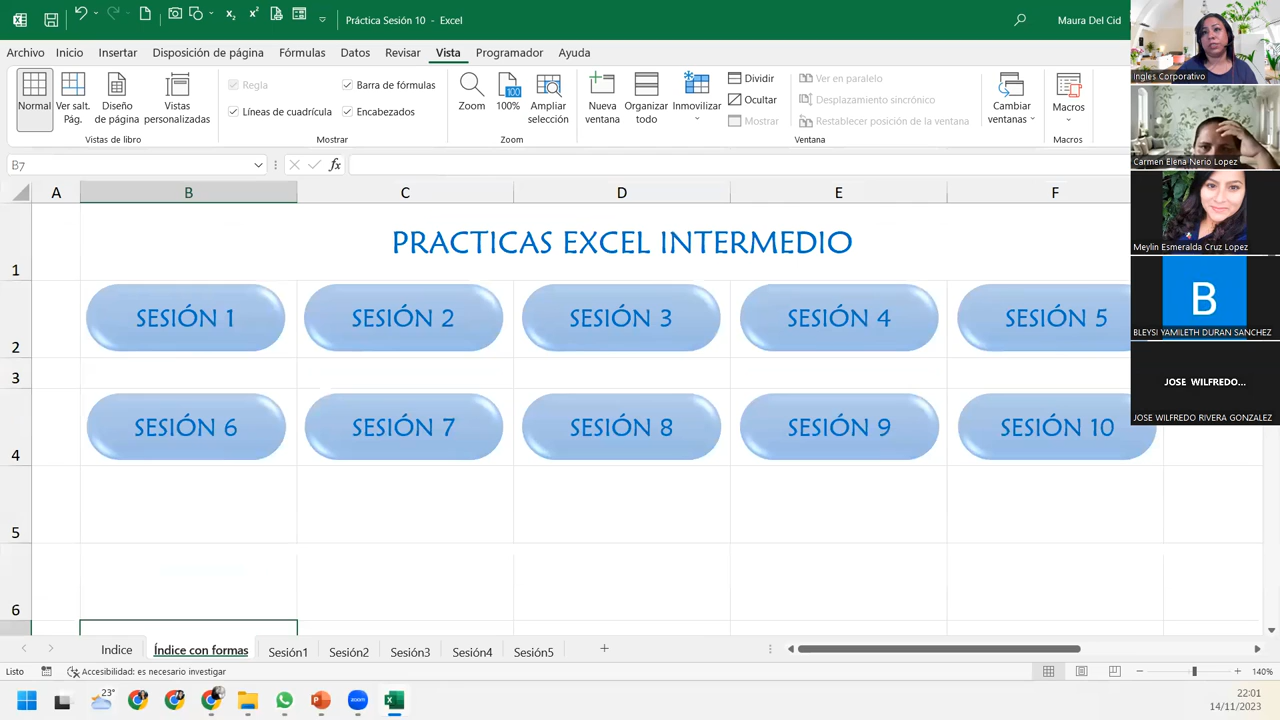 Práctica Sesión 10 - Excel
Maura Del Cid
Archivo Inicio Insertar Disposición de página Fórmulas Datos Revisar Vista Programador Ayuda
Normal
Ver salt. Pág.
Diseño de página
Vistas personalizadas
Vistas de libro
Regla
Barra de fórmulas
Líneas de cuadrícula
Encabezados
Mostrar
Zoom
100%
Ampliar selección
Zoom
Nueva ventana
Organizar todo
Inmovilizar
Dividir
Ocultar
Mostrar
Ver en paralelo
Desplazamiento sincrónico
Restablecer posición de la ventana
Ventana
Cambiar ventanas
Macros
Macros
B7
fx
A B C D E F
1
PRACTICAS EXCEL INTERMEDIO
2
SESIÓN 1 SESIÓN 2 SESIÓN 3 SESIÓN 4 SESIÓN 5
3
4
SESIÓN 6 SESIÓN 7 SESIÓN 8 SESIÓN 9 SESIÓN 10
5
6
Indice Índice con formas Sesión1 Sesión2 Sesión3 Sesión4 Sesión5
Listo
Accesibilidad: es necesario investigar
140%
23°
zoom
22:01
14/11/2023
Ingles Corporativo
Carmen Elena Nerio Lopez
Meylin Esmeralda Cruz Lopez
B
BLEYSI YAMILETH DURAN SANCHEZ
JOSE WILFREDO...
JOSE WILFREDO RIVERA GONZALEZ